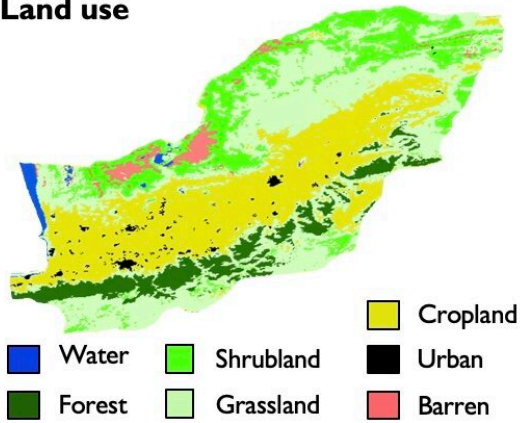 Land use
Cropland
Water
Shrubland
Urban
Forest
Grassland
Barren